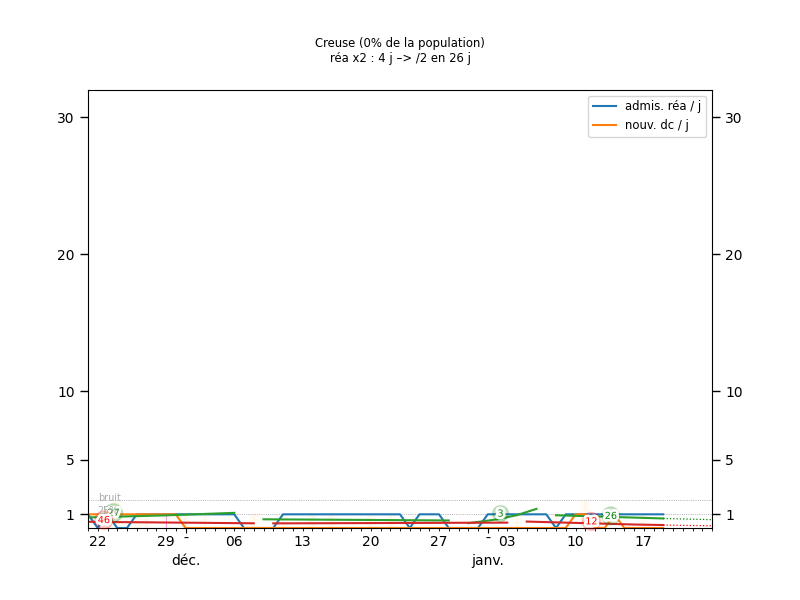 Creuse (0% de la population)
réa x2 : 4 j –> /2 en 26 j
admis. réa / j
nouv. dc / j
30 30
20 20
10 10
5 5
bruit
1 1
46 3 12 26
22 29 - 06 13 20 27 - 03 10 17
déc. janv.